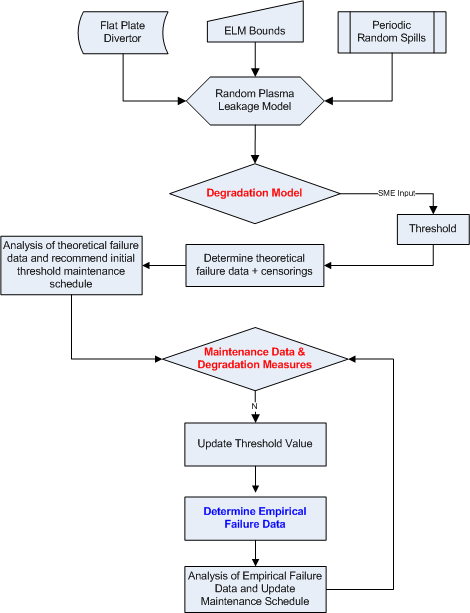 Flat Plate
Divertor
ELM Bounds
Periodic
Random Spills
Random Plasma
Leakage Model
Degradation Model
SME Input
Threshold
Analysis of theoretical failure
data and recommend initial
threshold maintenance
schedule
Determine theoretical
failure data + censorings
Maintenance Data &
Degradation Measures
N
Update Threshold Value
Determine Empirical
Failure Data
Analysis of Empirical Failure
Data and Update
Maintenance Schedule